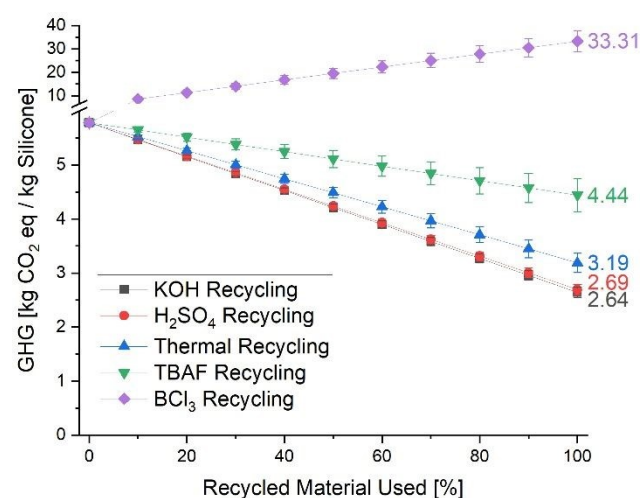 40
30
20
10
5
4
3
2
1
0
GHG [kg CO₂ eq / kg Silicone]
33.31
4.44
3.19
2.69
2.64
KOH Recycling
H₂SO₄ Recycling
Thermal Recycling
TBAF Recycling
BCl₃ Recycling
0 20 40 60 80 100
Recycled Material Used [%]